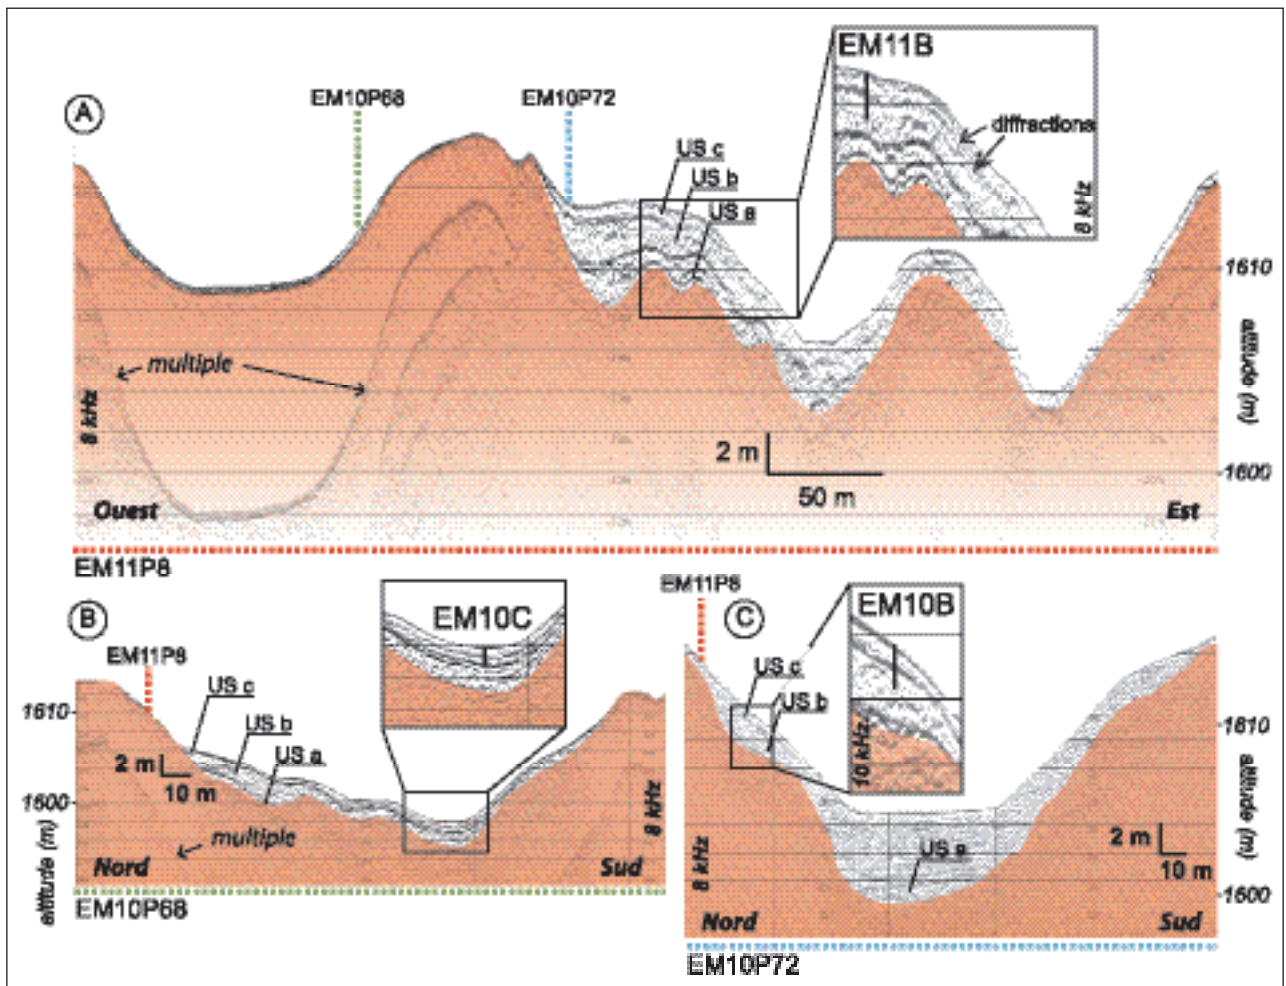 A
EM10P68
EM10P72
EM11B
diffractions
8 kHz
US c
US b
US a
1610
altitude (m)
1600
multiple
8 kHz
2 m
50 m
Ouest
Est
EM11P8
B
EM11P8
US c
US b
US a
EM10C
1610
2 m
10 m
1600
altitude (m)
multiple
8 kHz
Nord
Sud
EM10P68
EM11P8
C
EM10B
10 kHz
US c
US b
1610
altitude (m)
US a
2 m
10 m
8 kHz
1600
Nord
Sud
EM10P72